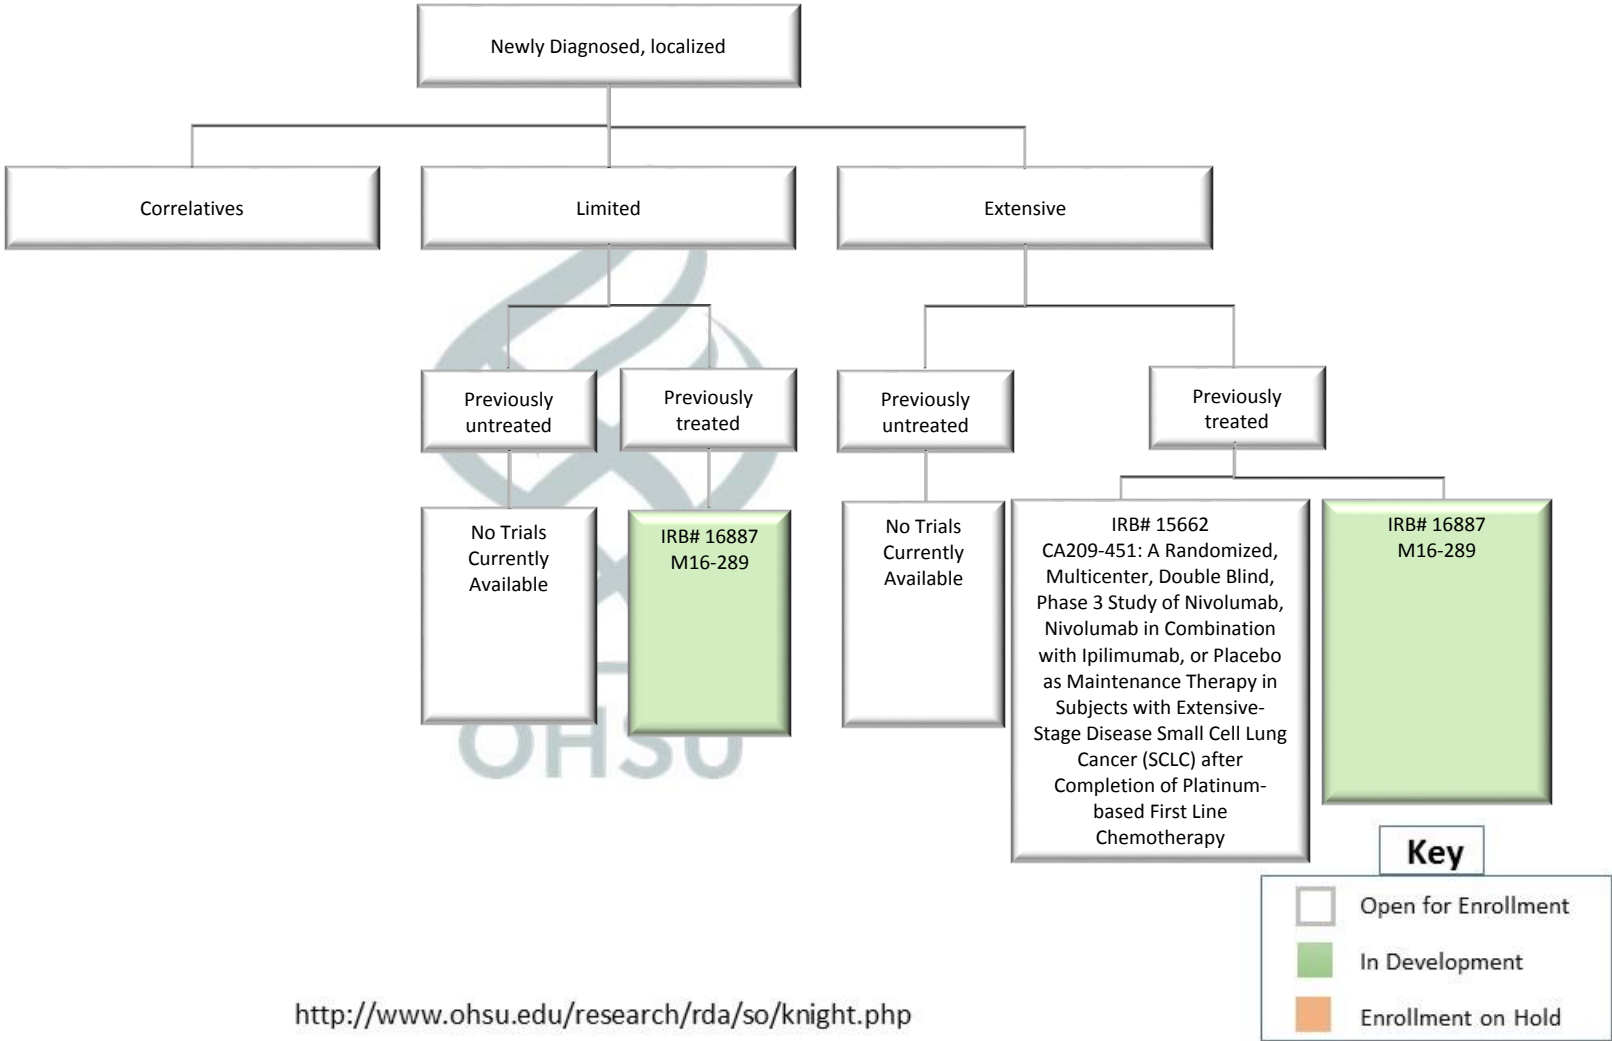 Newly Diagnosed, localized
Correlatives
Limited
Extensive
Previously
untreated
Previously
treated
Previously
untreated
Previously
treated
No Trials
Currently
Available
IRB# 16887
M16-289
No Trials
Currently
Available
IRB# 15662
CA209-451: A Randomized,
Multicenter, Double Blind,
Phase 3 Study of Nivolumab,
Nivolumab in Combination
with Ipilimumab, or Placebo
as Maintenance Therapy in
Subjects with Extensive-
Stage Disease Small Cell Lung
Cancer (SCLC) after
Completion of Platinum-
based First Line
Chemotherapy
IRB# 16887
M16-289
OHSU
Key
Open for Enrollment
In Development
Enrollment on Hold
http://www.ohsu.edu/research/rda/so/knight.php